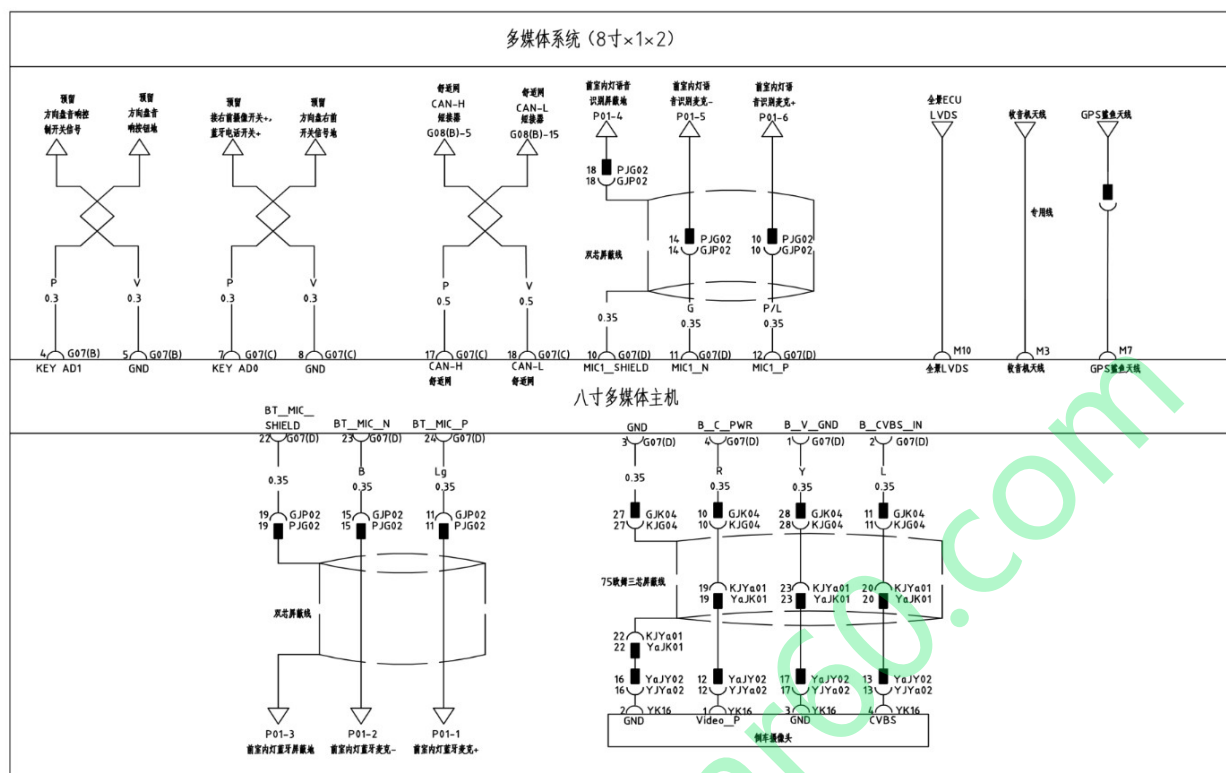 多媒体系统（8寸×1×2）
预留
方向盘音响控
制开关信号
预留
方向盘音
响按钮地
预留
接右前摄像开关+，
蓝牙电话开关+
预留
方向盘右前
开关信号地
舒适网
CAN-H
短接器
G08(B)-5
舒适网
CAN-L
短接器
G08(B)-15
前室内灯语音
识别屏蔽地
P01-4
前室内灯语
音识别麦克-
P01-5
前室内灯语
音识别麦克+
P01-6
全景ECU
LVDS
收音机天线
GPS鲨鱼天线
18 PJG02
18 GJP02
专用线
14 PJG02
14 GJP02
10 PJG02
10 GJP02
双芯屏蔽线
P
0.3
V
0.3
P
0.3
V
0.3
P
0.5
V
0.5
0.35
G
0.35
P/L
0.35
4 G07(B)
5 G07(B)
7 G07(C)
8 G07(C)
17 G07(C)
18 G07(C)
10 G07(D)
11 G07(D)
12 G07(D)
M10
M3
M7
KEY AD1
GND
KEY AD0
GND
CAN-H
舒适网
CAN-L
舒适网
MIC1_SHIELD
MIC1_N
MIC1_P
全景LVDS
收音机天线
GPS鲨鱼天线
八寸多媒体主机
BT_MIC_
SHIELD
BT_MIC_N
BT_MIC_P
GND
B_C_PWR
B_V_GND
B_CVBS_IN
22 G07(D)
23 G07(D)
24 G07(D)
3 G07(D)
4 G07(D)
1 G07(D)
2 G07(D)
0.35
B
0.35
Lg
0.35
0.35
R
0.35
Y
0.35
L
0.35
19 GJP02
19 PJG02
15 GJP02
15 PJG02
11 GJP02
11 PJG02
27 GJK04
27 KJG04
10 GJK04
10 KJG04
28 GJK04
28 KJG04
11 GJK04
11 KJG04
双芯屏蔽线
75欧姆三芯屏蔽线
19 KJYa01
19 YaJK01
23 KJYa01
23 YaJK01
20 KJYa01
20 YaJK01
22 KJYa01
22 YaJK01
16 YaJY02
16 YJYa02
12 YaJY02
12 YJYa02
17 YaJY02
17 YJYa02
13 YaJY02
13 YJYa02
2 YK16
1 YK16
3 YK16
4 YK16
GND
Video_P
GND
CVBS
倒车摄像头
P01-3
前室内灯蓝牙屏蔽地
P01-2
前室内灯蓝牙麦克-
P01-1
前室内灯蓝牙麦克+